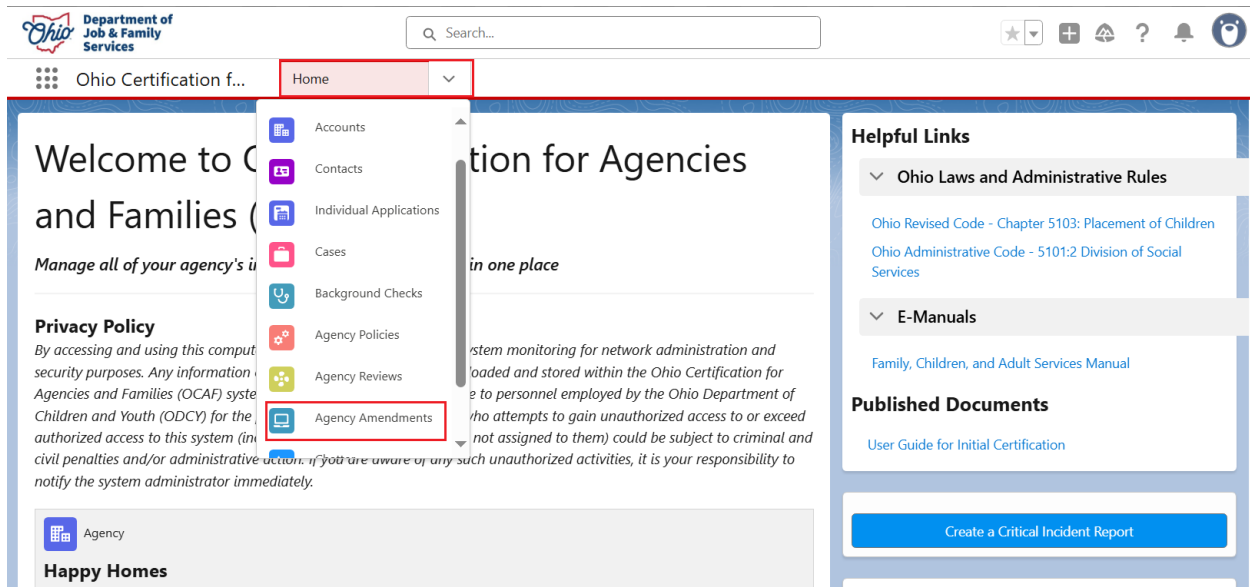 Department of
Job & Family
Services
Ohio
Search...
Ohio Certification f...
Home
Accounts
Contacts
Individual Applications
Cases
Background Checks
Agency Policies
Agency Reviews
Agency Amendments
Welcome to
tion for Agencies
and Families (
Manage all of your agency's
in one place
Privacy Policy
By accessing and using this
ystem monitoring for network administration and
security purposes. Any information
loaded and stored within the Ohio Certification for
Agencies and Families (OCAF)
e to personnel employed by the Ohio Department of
Children and Youth (ODCY) for the
who attempts to gain unauthorized access to or exceed
authorized access to this system
not assigned to them) could be subject to criminal and
civil penalties and/or administrative action. If you are aware of any such unauthorized activities, it is your responsibility to
notify the system administrator immediately.
Agency
Happy Homes
Helpful Links
Ohio Laws and Administrative Rules
Ohio Revised Code - Chapter 5103: Placement of Children
Ohio Administrative Code - 5101:2 Division of Social
Services
E-Manuals
Family, Children, and Adult Services Manual
Published Documents
User Guide for Initial Certification
Create a Critical Incident Report